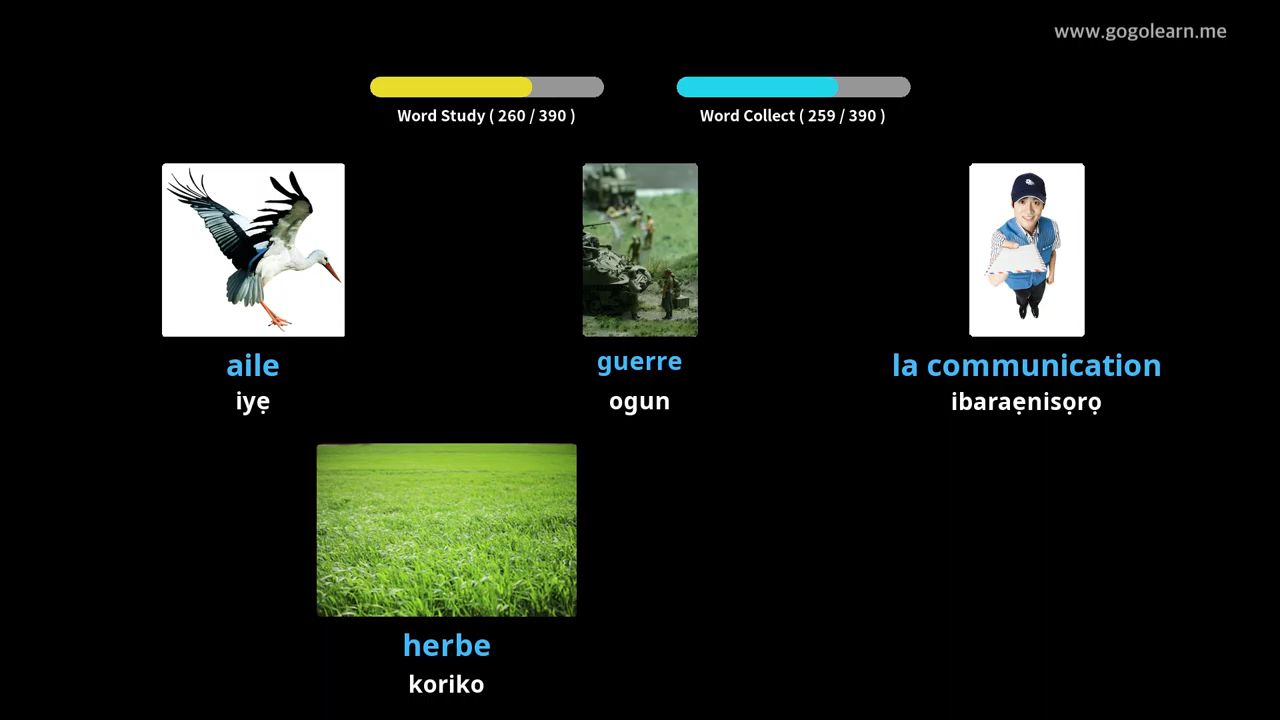 www.gogolearn.me
Word Study ( 260 / 390 )
Word Collect ( 259 / 390 )
aile
iyẹ
guerre
ogun
la communication
ibaraẹnisọrọ
herbe
koriko